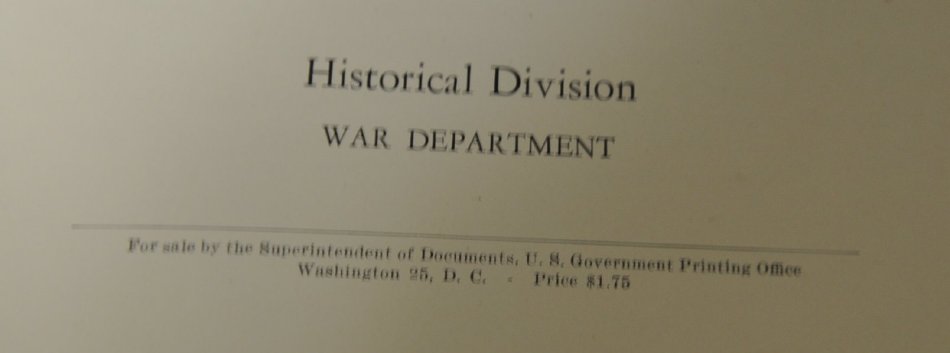 Historical Division
WAR DEPARTMENT
For sale by the Superintendent of Documents, U. S. Government Printing Office
Washington 25, D. C. - Price $1.75